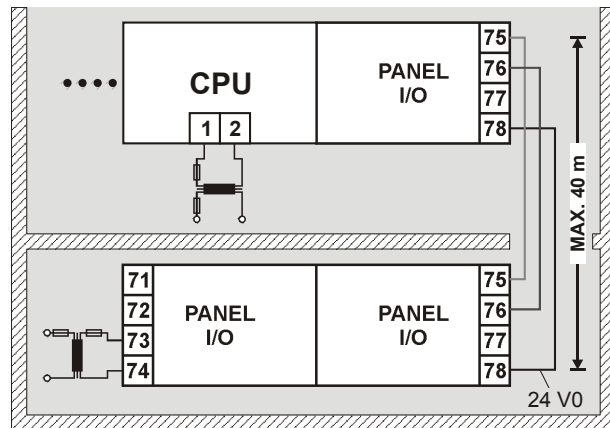 CPU
1 2
PANEL
I/O
75
76
77
78
MAX. 40 m
71
72
73
74
PANEL
I/O
PANEL
I/O
75
76
77
78
24 V0